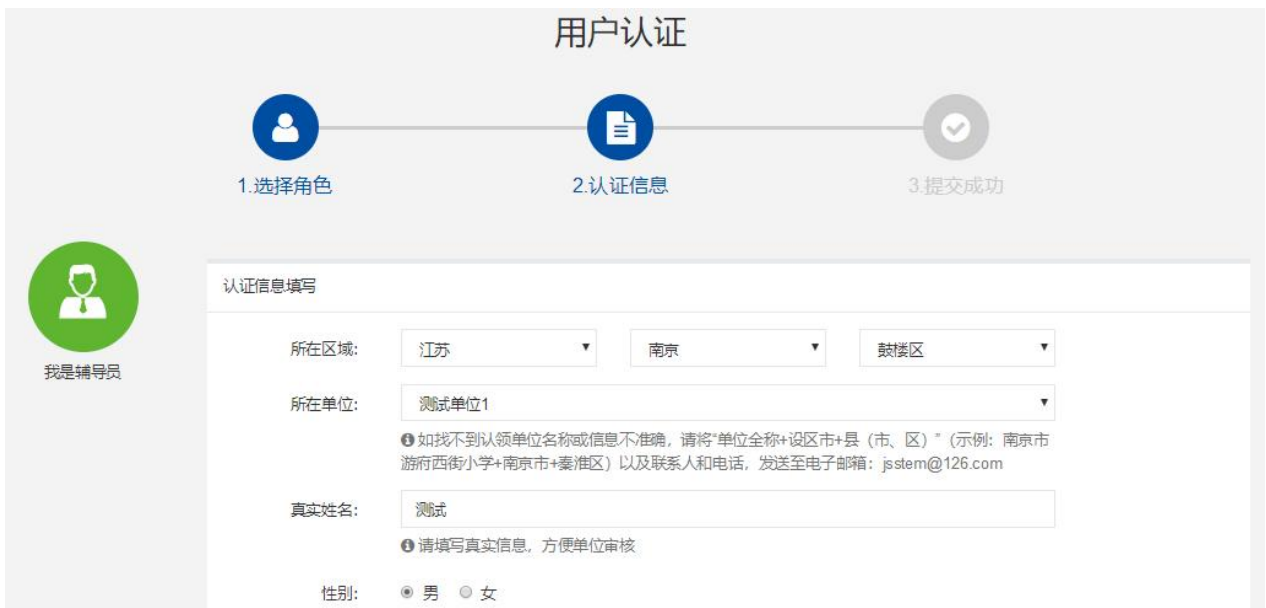 用户认证
1.选择角色
2.认证信息
3.提交成功
我是辅导员
认证信息填写
所在区域: 江苏 南京 鼓楼区
所在单位: 测试单位1
如找不到认领单位名称或信息不准确, 请将“单位全称+设区市+县（市、区）”（示例: 南京市
游府西街小学+南京市+秦淮区）以及联系人和电话, 发送至电子邮箱: jsstem@126.com
真实姓名: 测试
请填写真实信息, 方便单位审核
性别: 男 女